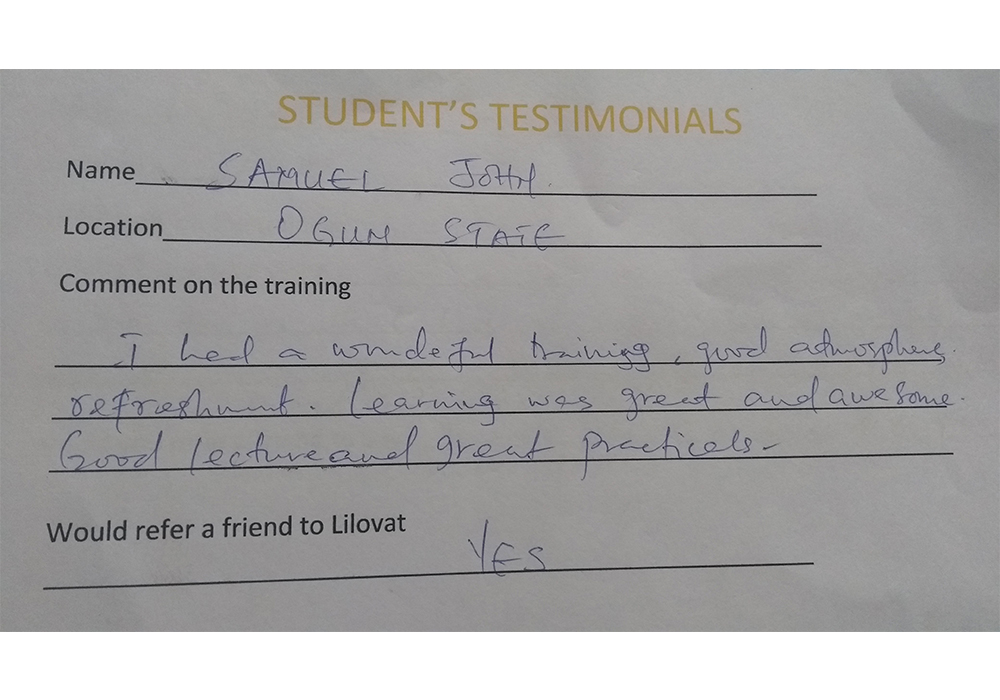 STUDENT'S TESTIMONIALS
Name SAMUEL JOHN.
Location OGUN STATE
Comment on the training
I had a wondeful training, good atmosphere,
refreshment. Learning was great and awesome.
Good lecture and great practicals-
Would refer a friend to Lilovat
YES